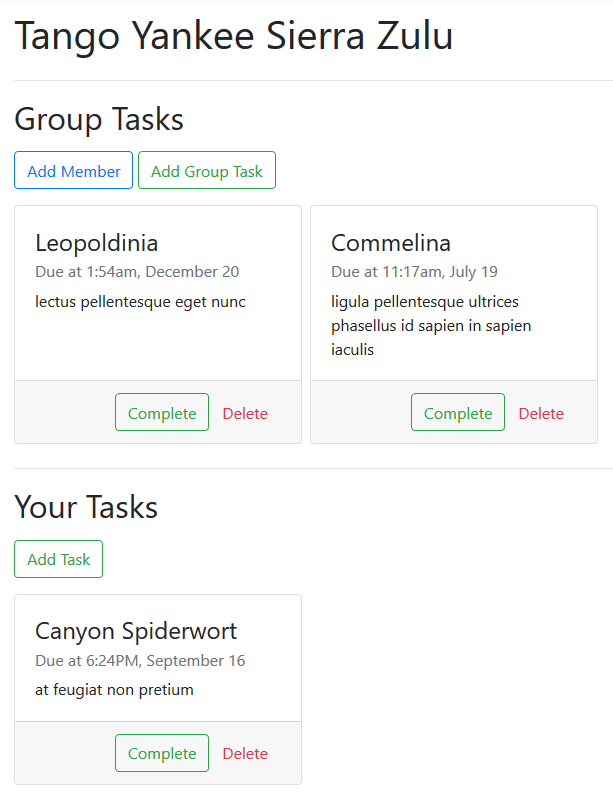 Tango Yankee Sierra Zulu
Group Tasks
Add Member Add Group Task
Leopoldinia
Due at 1:54am, December 20
lectus pellentesque eget nunc
Complete Delete
Commelina
Due at 11:17am, July 19
ligula pellentesque ultrices
phasellus id sapien in sapien
iaculis
Complete Delete
Your Tasks
Add Task
Canyon Spiderwort
Due at 6:24PM, September 16
at feugiat non pretium
Complete Delete